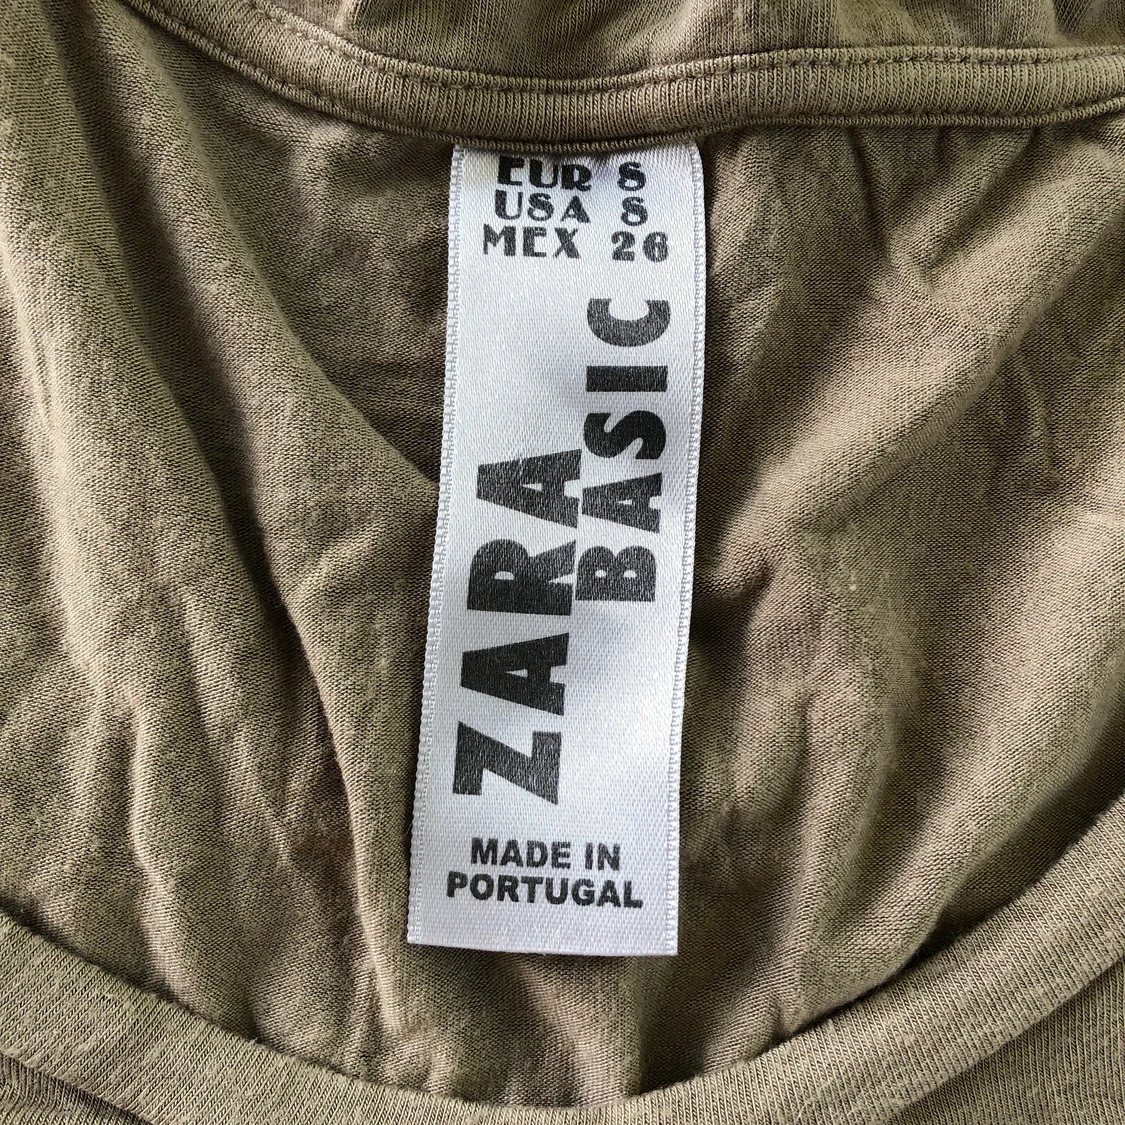 EUR S
USA S
MEX 26
ZARA
BASIC
MADE IN
PORTUGAL